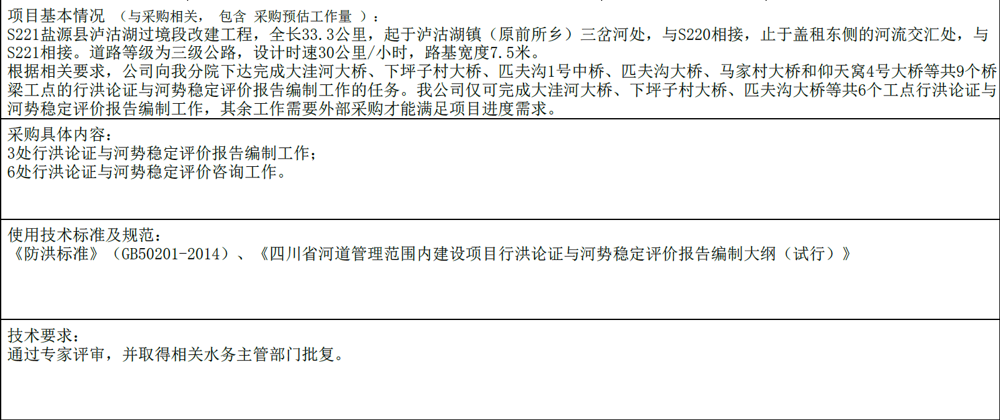 项目基本情况 （与采购相关， 包含 采购预估工作量 ）：
S221盐源县泸沽湖过境段改建工程，全长33.3公里，起于泸沽湖镇（原前所乡）三岔河处，与S220相接，止于盖租东侧的河流交汇处，与
S221相接。道路等级为三级公路，设计时速30公里/小时，路基宽度7.5米。
根据相关要求，公司向我分院下达完成大洼河大桥、下坪子村大桥、匹夫沟1号中桥、匹夫沟大桥、马家村大桥和仰天窝4号大桥等共9个桥
梁工点的行洪论证与河势稳定评价报告编制工作的任务。我公司仅可完成大洼河大桥、下坪子村大桥、匹夫沟大桥等共6个工点行洪论证与
河势稳定评价报告编制工作，其余工作需要外部采购才能满足项目进度需求。
采购具体内容：
3处行洪论证与河势稳定评价报告编制工作；
6处行洪论证与河势稳定评价咨询工作。
使用技术标准及规范：
《防洪标准》（GB50201-2014）、《四川省河道管理范围内建设项目行洪论证与河势稳定评价报告编制大纲（试行）》
技术要求：
通过专家评审，并取得相关水务主管部门批复。